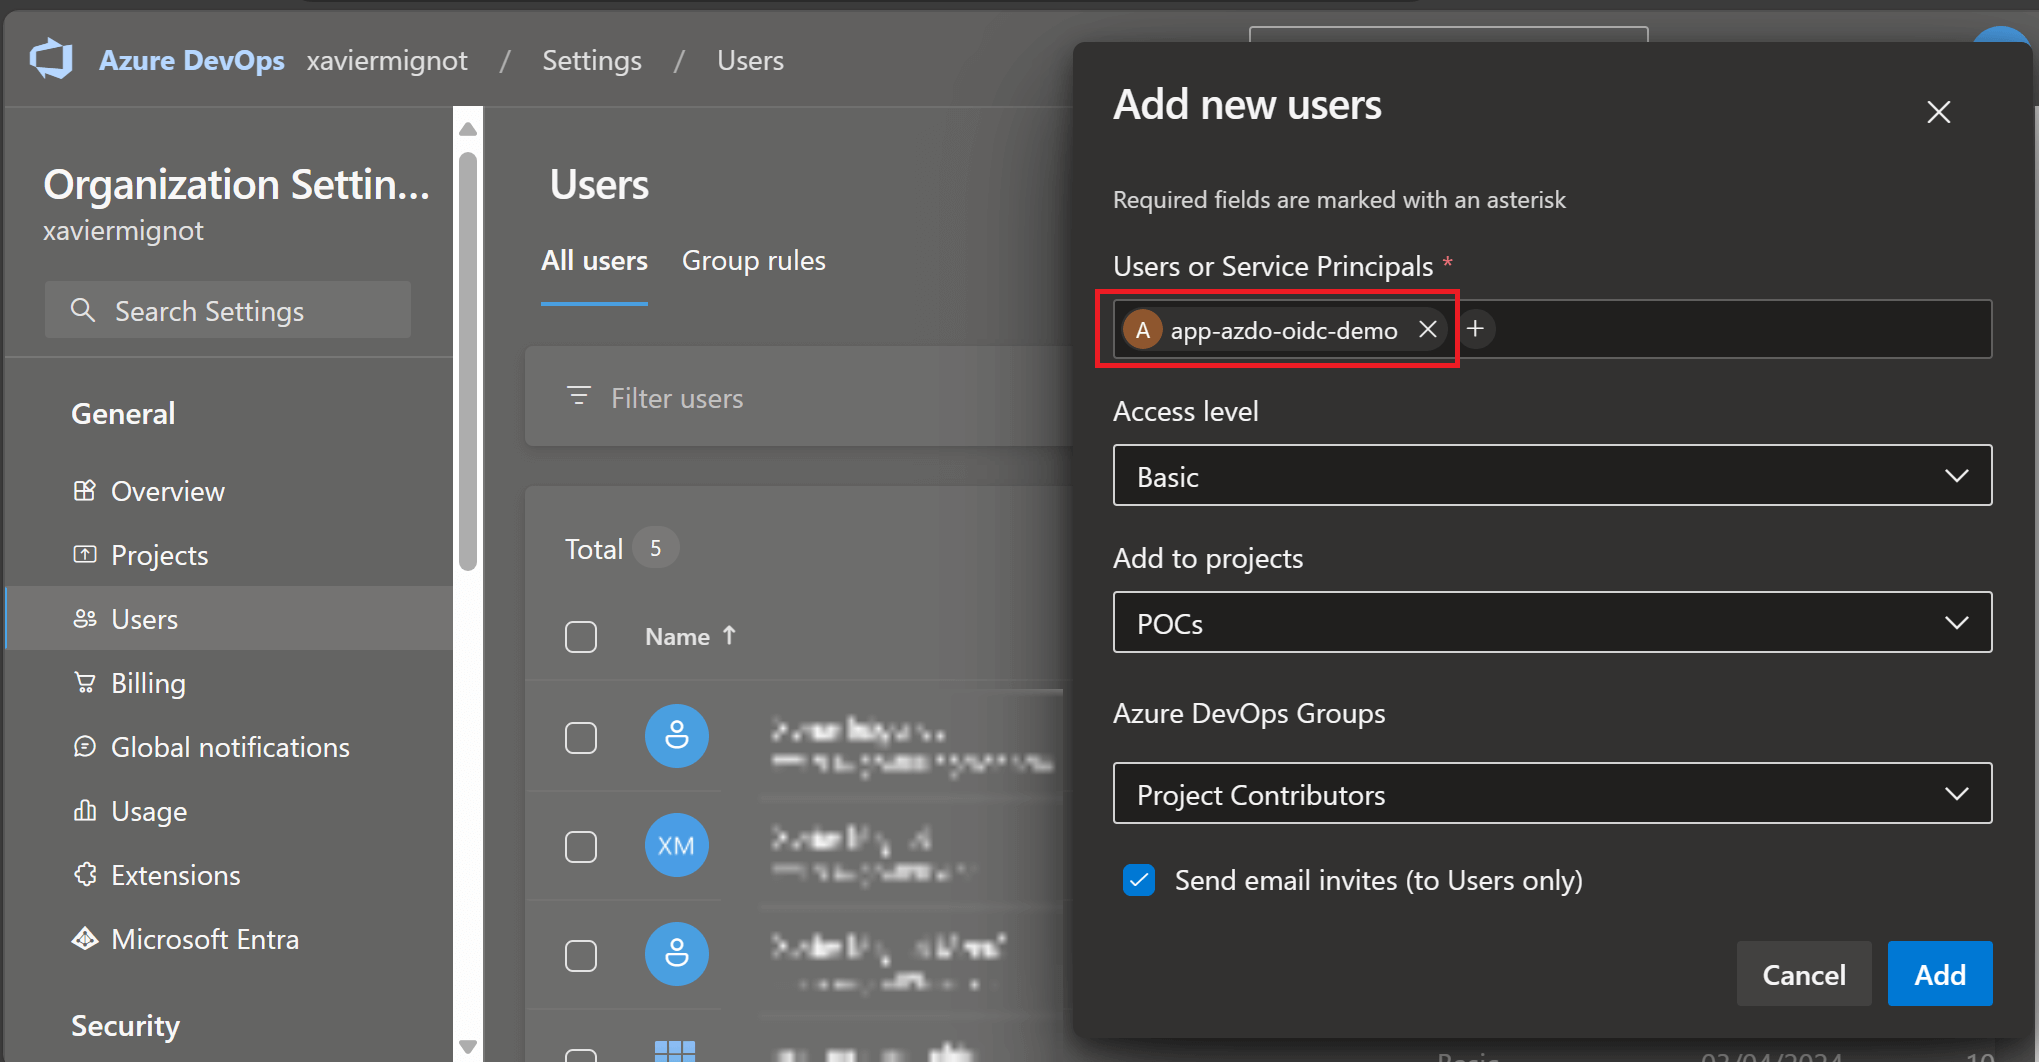 Azure DevOps xaviermignot / Settings / Users
Organization Settin...
xaviermignot
Search Settings
General
Overview
Projects
Users
Billing
Global notifications
Usage
Extensions
Microsoft Entra
Security
Users
All users Group rules
Filter users
Total 5
Name ↑
XM
Add new users
Required fields are marked with an asterisk
Users or Service Principals *
A app-azdo-oidc-demo
Access level
Basic
Add to projects
POCs
Azure DevOps Groups
Project Contributors
Send email invites (to Users only)
Cancel Add